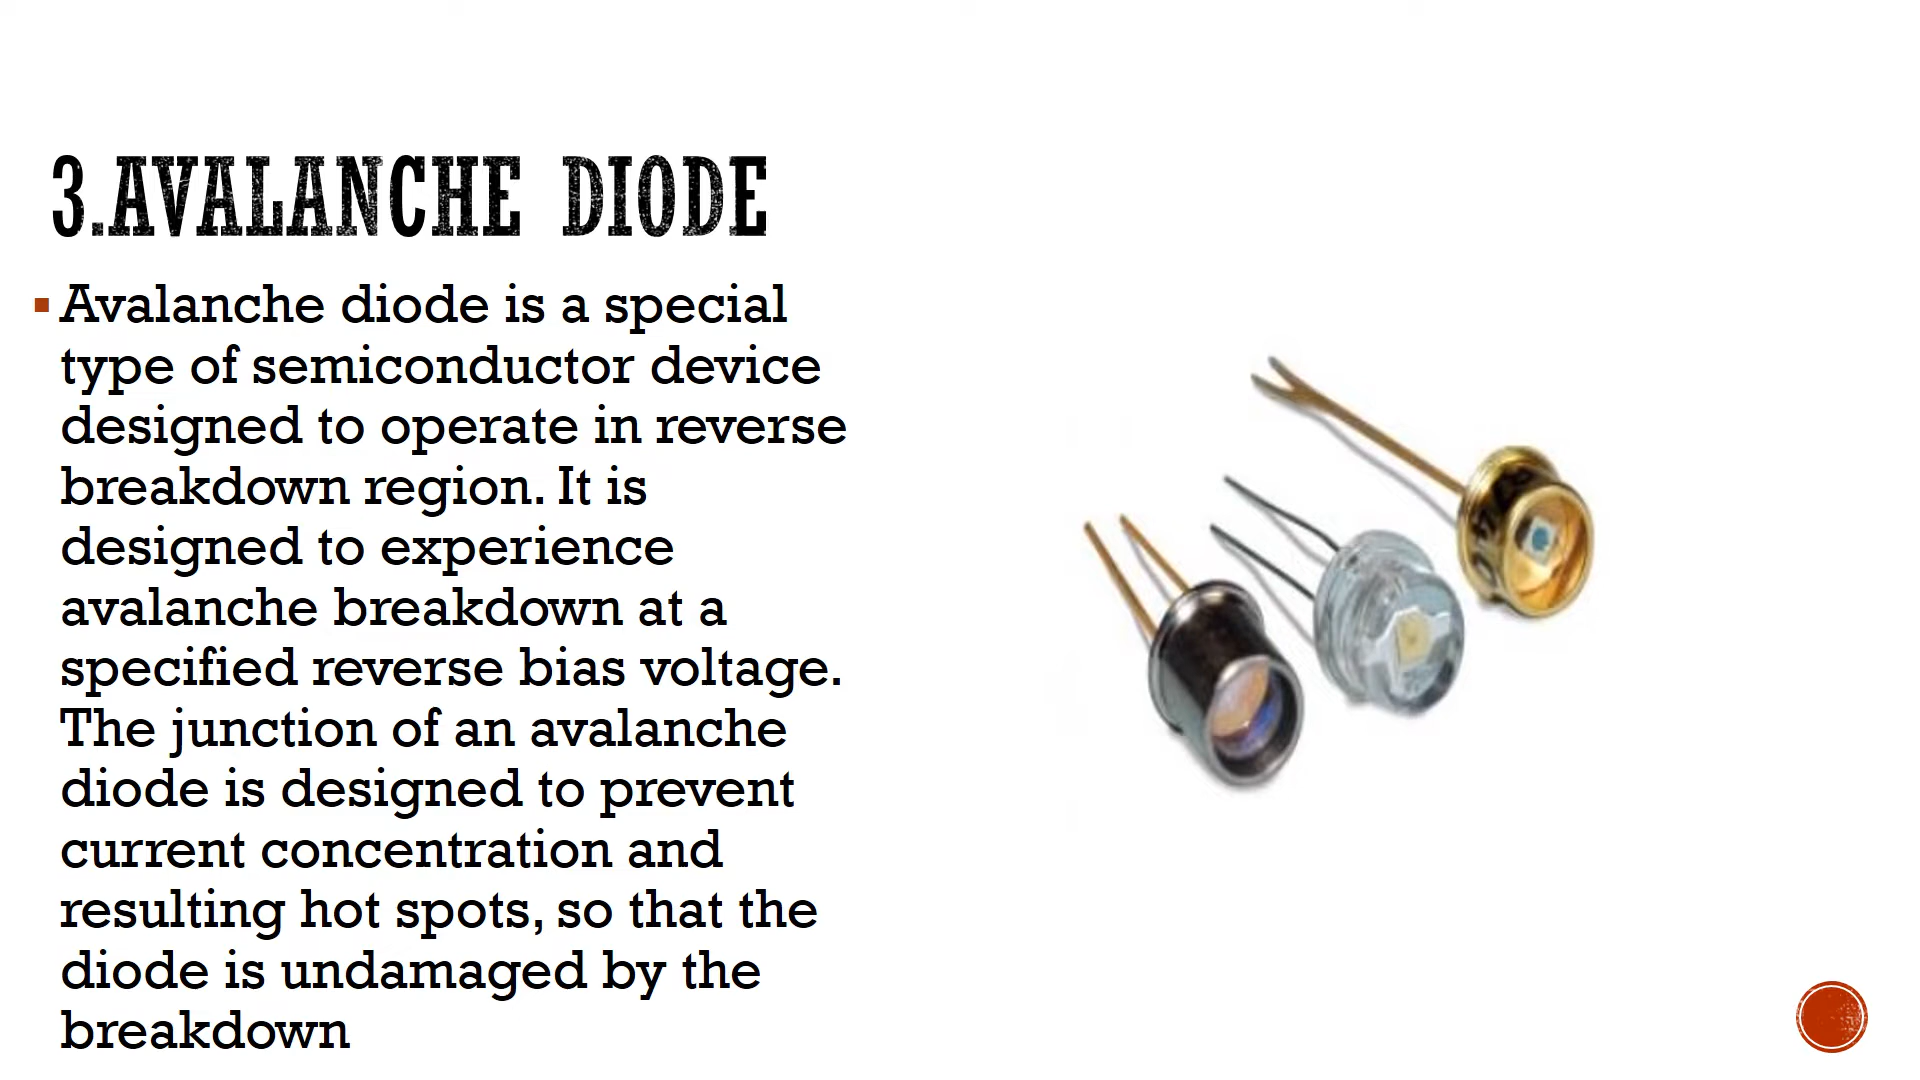 3.AVALANCHE DIODE
▪ Avalanche diode is a special
type of semiconductor device
designed to operate in reverse
breakdown region. It is
designed to experience
avalanche breakdown at a
specified reverse bias voltage.
The junction of an avalanche
diode is designed to prevent
current concentration and
resulting hot spots, so that the
diode is undamaged by the
breakdown